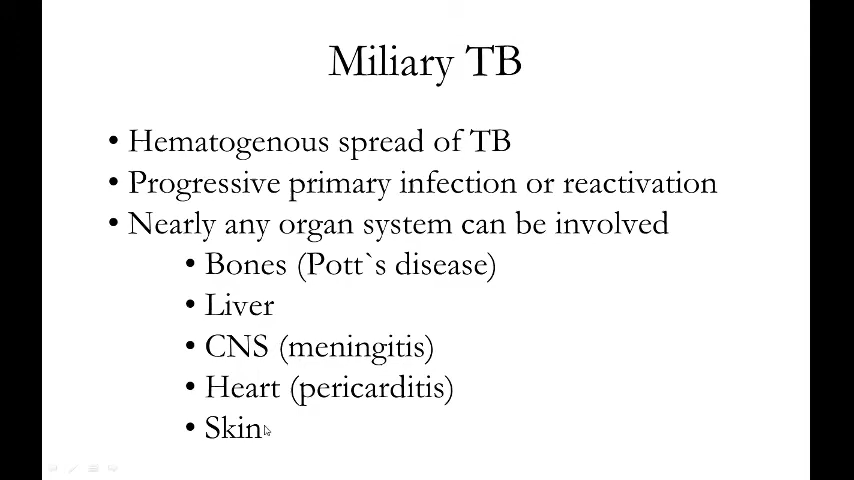 Miliary TB
• Hematogenous spread of TB
• Progressive primary infection or reactivation
• Nearly any organ system can be involved
• Bones (Pott`s disease)
• Liver
• CNS (meningitis)
• Heart (pericarditis)
• Skin